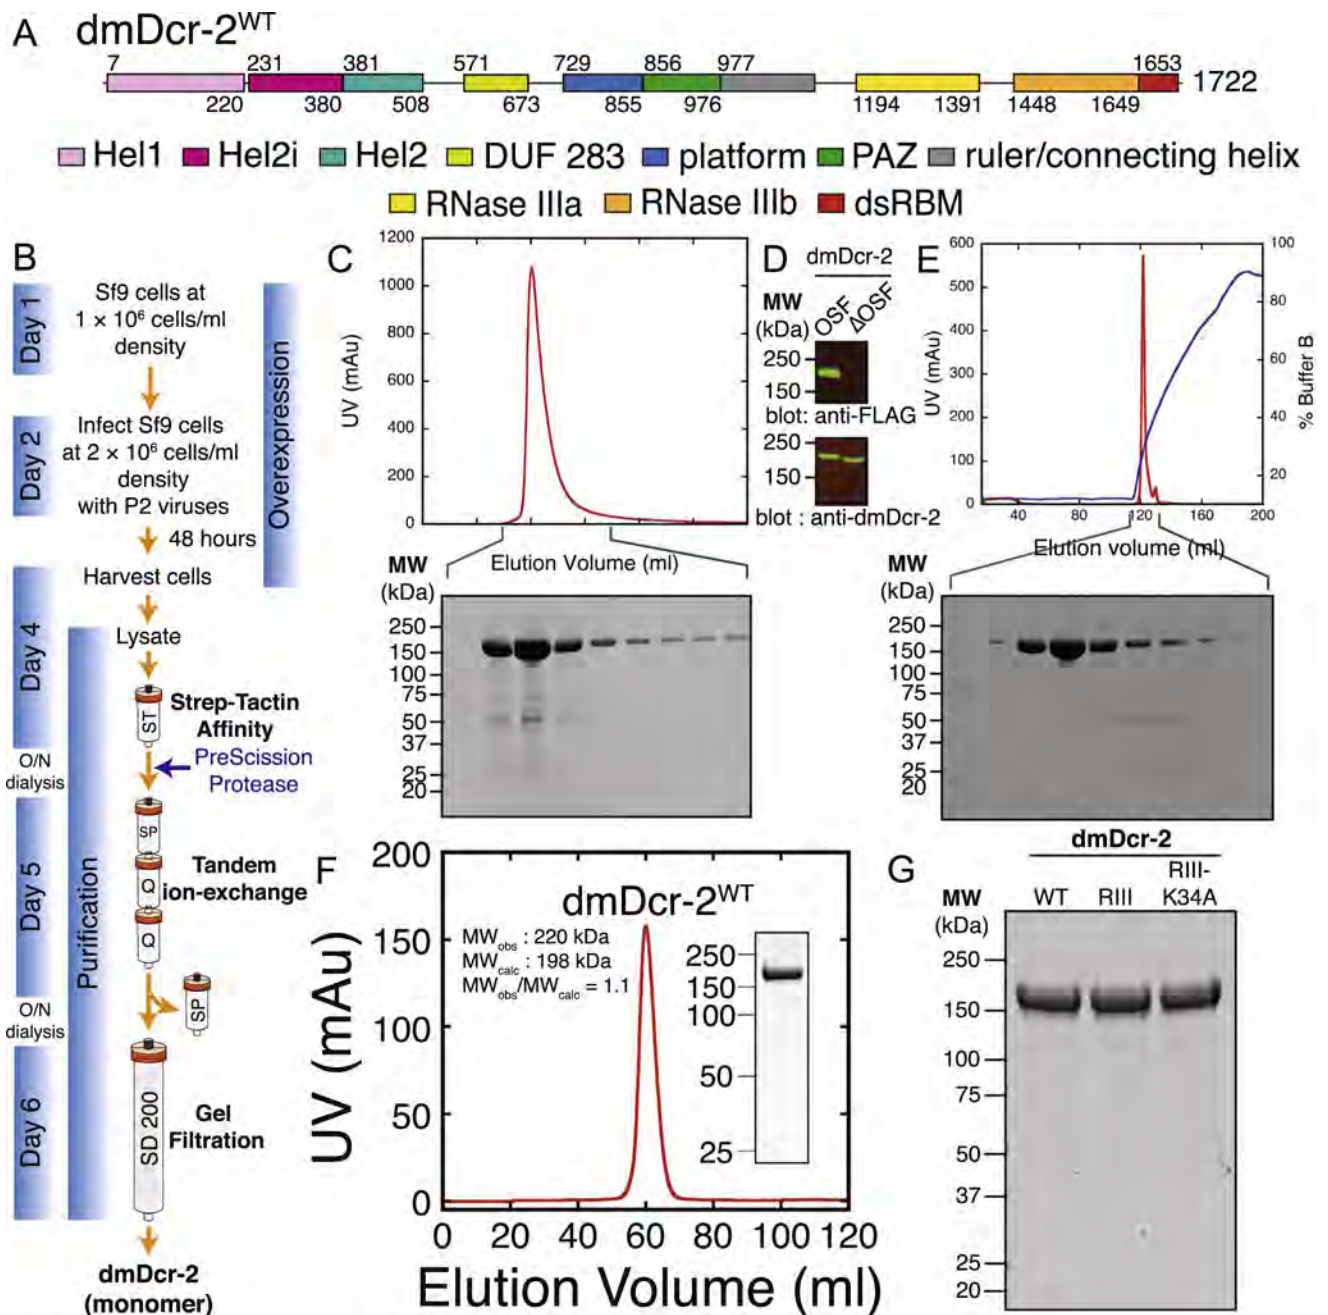 A dmDcr-2WT
7 231 381 571 729 856 977 1653
220 380 508 673 855 976 1194 1391 1448 1649 1722
Hel1 Hel2i Hel2 DUF 283 platform PAZ ruler/connecting helix
RNase IIIa RNase IIIb dsRBM
B
Day 1
Day 2
Day 4
O/N
dialysis
Day 5
O/N
dialysis
Day 6
Sf9 cells at
1 × 10⁶ cells/ml
density
Infect Sf9 cells
at 2 × 10⁶ cells/ml
density
with P2 viruses
48 hours
Harvest cells
Overexpression
Purification
Lysate
ST
Strep-Tactin
Affinity
PreScission
Protease
SP
Q
Q
Tandem
ion-exchange
SP
SD 200
Gel
Filtration
dmDcr-2
(monomer)
C
UV (mAu)
1200
1000
800
600
400
200
0
Elution Volume (ml)
MW
(kDa)
250
150
100
75
50
37
25
20
D
dmDcr-2
MW
(kDa)
OSF ΔOSF
250
150
blot: anti-FLAG
250
150
blot : anti-dmDcr-2
E
UV (mAu)
600
500
400
300
200
100
0
40 80 120 160 200
Elution volume (ml)
100
80
60
40
20
% Buffer B
MW
(kDa)
250
150
100
75
50
37
25
20
F
dmDcr-2WT
MWobs : 220 kDa
MWcalc : 198 kDa
MWobs/MWcalc = 1.1
UV (mAu)
200
150
100
50
0
0 20 40 60 80 100 120
Elution Volume (ml)
250
150
100
50
25
G
dmDcr-2
MW
(kDa)
WT RIII RIII-
K34A
250
150
100
75
50
37
25
20